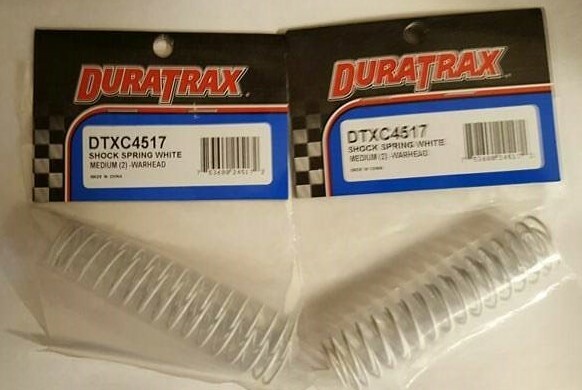 DURATRAX
DTXC4517
SHOCK SPRING WHITE
MEDIUM (2) -WARHEAD
MADE IN CHINA
DURATRAX
DTXC4517
SHOCK SPRING WHITE
MEDIUM (2) -WARHEAD
MADE IN CHINA